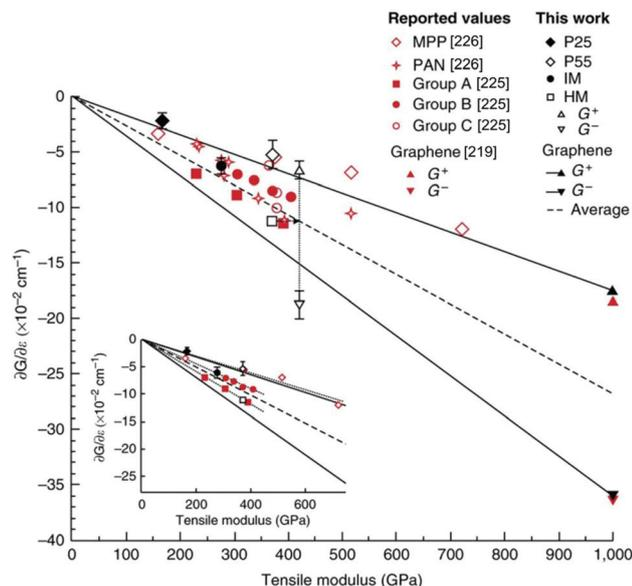 Reported values
MPP [226]
PAN [226]
Group A [225]
Group B [225]
Group C [225]
Graphene [219]
G⁺
G⁻
This work
P25
P55
IM
HM
G⁺
G⁻
Graphene
G⁺
G⁻
Average
0
−5
−10
−15
−20
−25
−30
−35
−40
∂G/∂ε (×10⁻² cm⁻¹)
0
−5
−10
−15
−20
−25
∂G/∂ε (×10⁻² cm⁻¹)
0 200 400 600
Tensile modulus (GPa)
0 100 200 300 400 500 600 700 800 900 1,000
Tensile modulus (GPa)